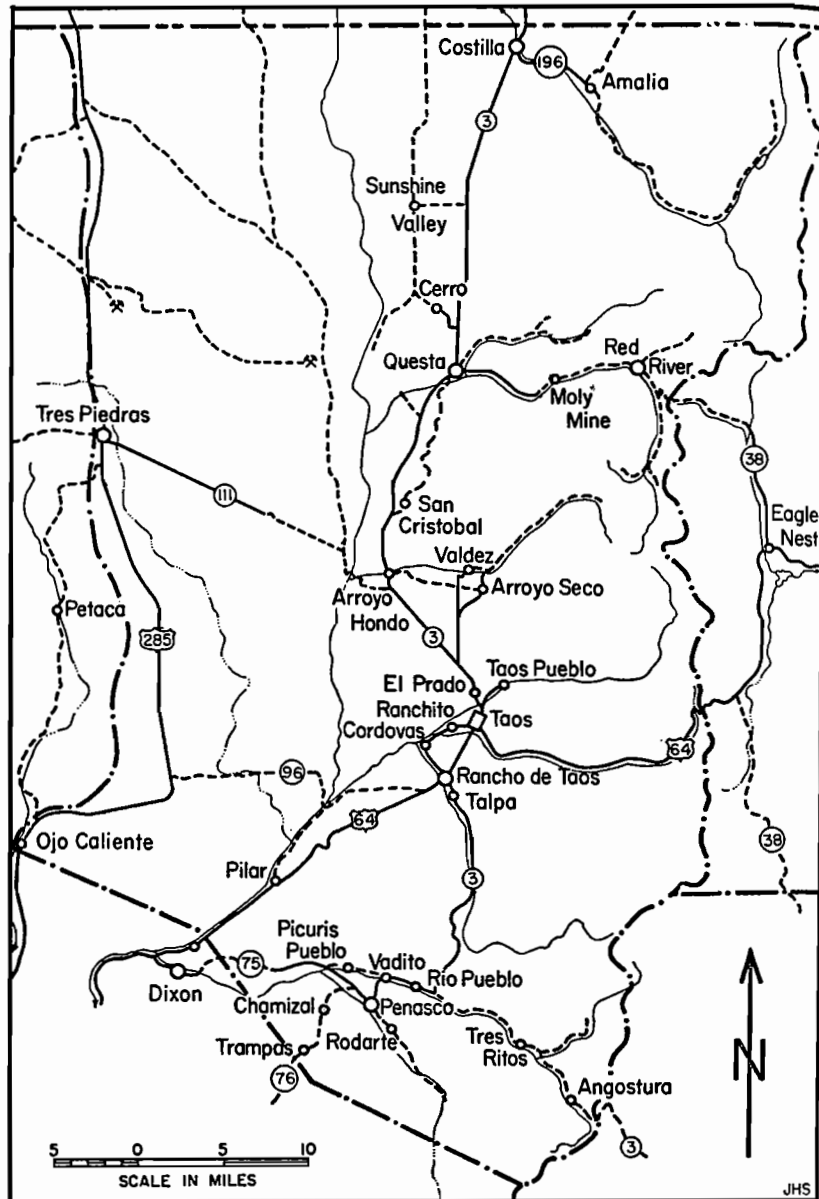 Costilla
196
Amalia
3
Sunshine
Valley
Cerro
Questa
Red
River
Moly
Mine
Tres Piedras
111
38
San
Cristobal
Eagle
Nest
Valdez
Arroyo Seco
Arroyo
Hondo
Petaca
285
3
Taos Pueblo
El Prado
Ranchito
Taos
Cordovas
64
96
Rancho de Taos
Talpa
64
Ojo Caliente
38
Pilar
3
Picuris
Pueblo
75
Vadito
Rio Pueblo
Dixon
Chamizal
Penasco
Trampas
Rodarte
Tres
Ritos
76
Angostura
N
3
5 0 5 10
SCALE IN MILES
JHS